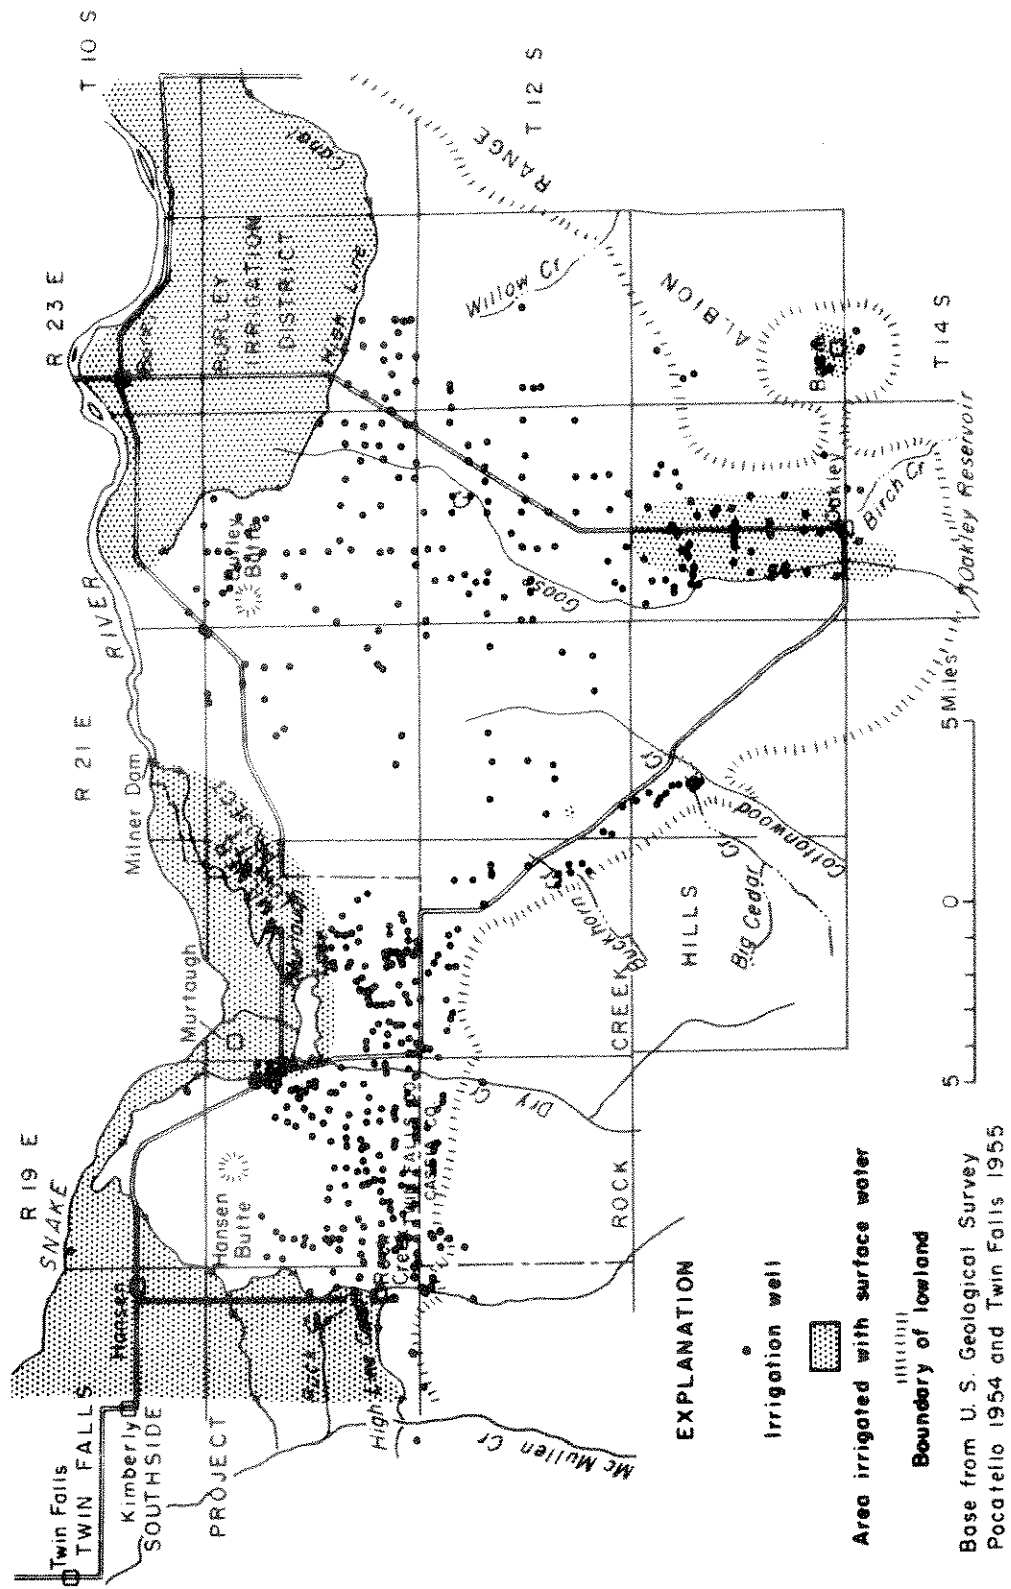 R 19 E
R 21 E
R 23 E
T 10 S
T 12 S
T 14 S
SNAKE
RIVER
Twin Falls
TWIN FALLS
Kimberly
SOUTHSIDE
PROJECT
Hansen
Hansen
Butte
Murtaugh
Milner Dam
Murtaugh
Burley
Butte
BURLEY
IRRIGATION
DISTRICT
High Line
Canal
High Line
Rock
Creek
TWIN FALLS CO
CASSIA CO
Mc Mullen Cr
Dry Cr
ROCK CREEK
HILLS
Buckhorn
Big Cedar
Cr
Cottonwood
Cr
Goose
Cr
Willow Cr
ALBION
RANGE
Basin
Oakley
Birch Cr
Oakley Reservoir
5 0 5 Miles
EXPLANATION
Irrigation well
Area irrigated with surface water
Boundary of lowland
Base from U. S. Geological Survey
Pocatello 1954 and Twin Falls 1955